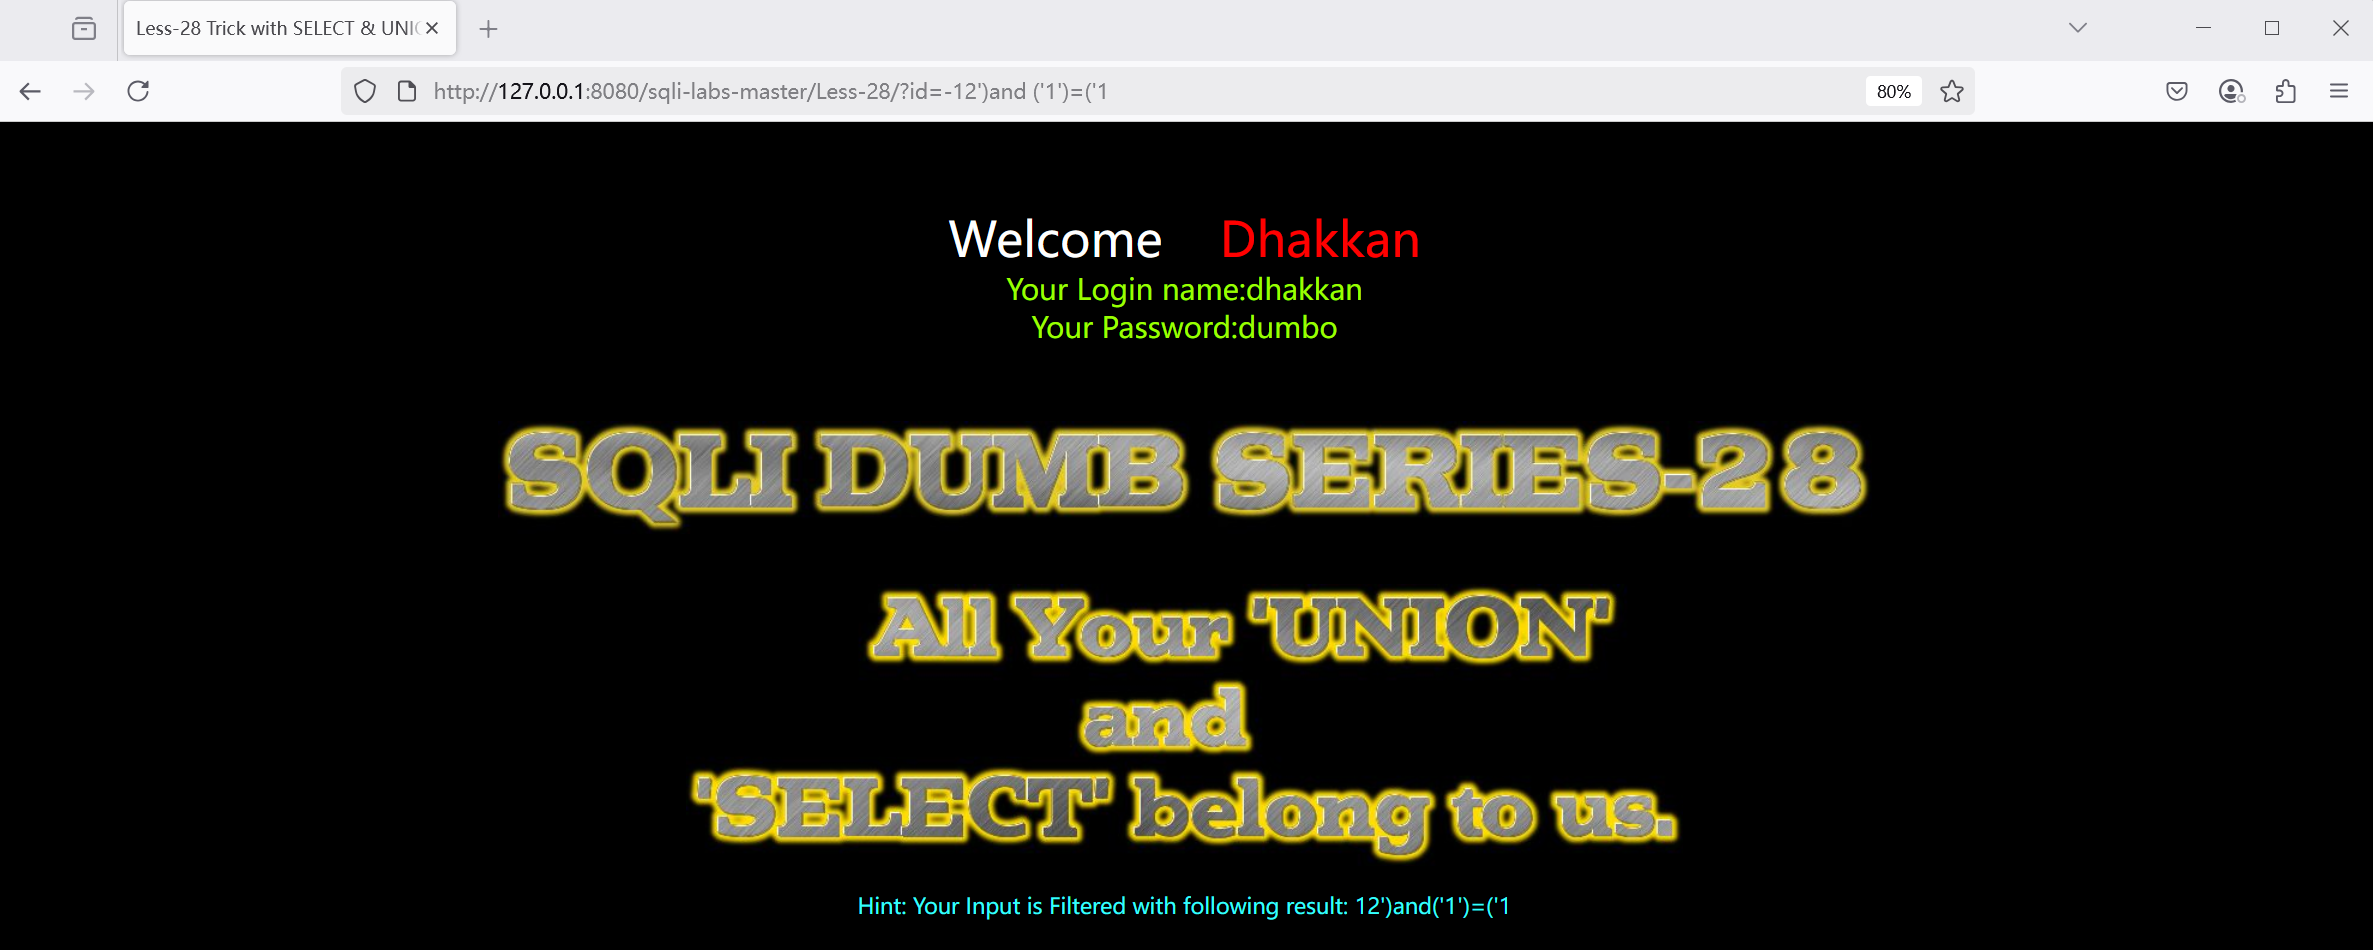 Less-28 Trick with SELECT & UNI
http://127.0.0.1:8080/sqli-labs-master/Less-28/?id=-12')and ('1')=('1
80%
Welcome Dhakkan
Your Login name:dhakkan
Your Password:dumbo
SQLI DUMB SERIES-28
All Your 'UNION'
and
'SELECT' belong to us.
Hint: Your Input is Filtered with following result: 12')and('1')=('1